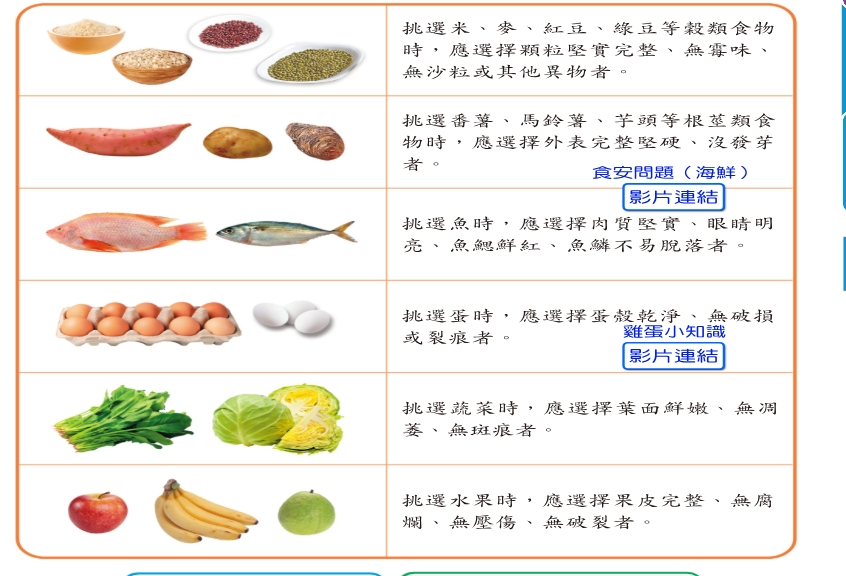 挑選米、麥、紅豆、綠豆等穀類食物
時，應選擇顆粒堅實完整、無霉味、
無沙粒或其他異物者。
挑選番薯、馬鈴薯、芋頭等根莖類食
物時，應選擇外表完整堅硬、沒發芽
者。
食安問題（海鮮）
影片連結
挑選魚時，應選擇肉質堅實、眼睛明
亮、魚鰓鮮紅、魚鱗不易脫落者。
挑選蛋時，應選擇蛋殼乾淨、無破損
或裂痕者。
雞蛋小知識
影片連結
挑選蔬菜時，應選擇葉面鮮嫩、無凋
萎、無斑痕者。
挑選水果時，應選擇果皮完整、無腐
爛、無壓傷、無破裂者。